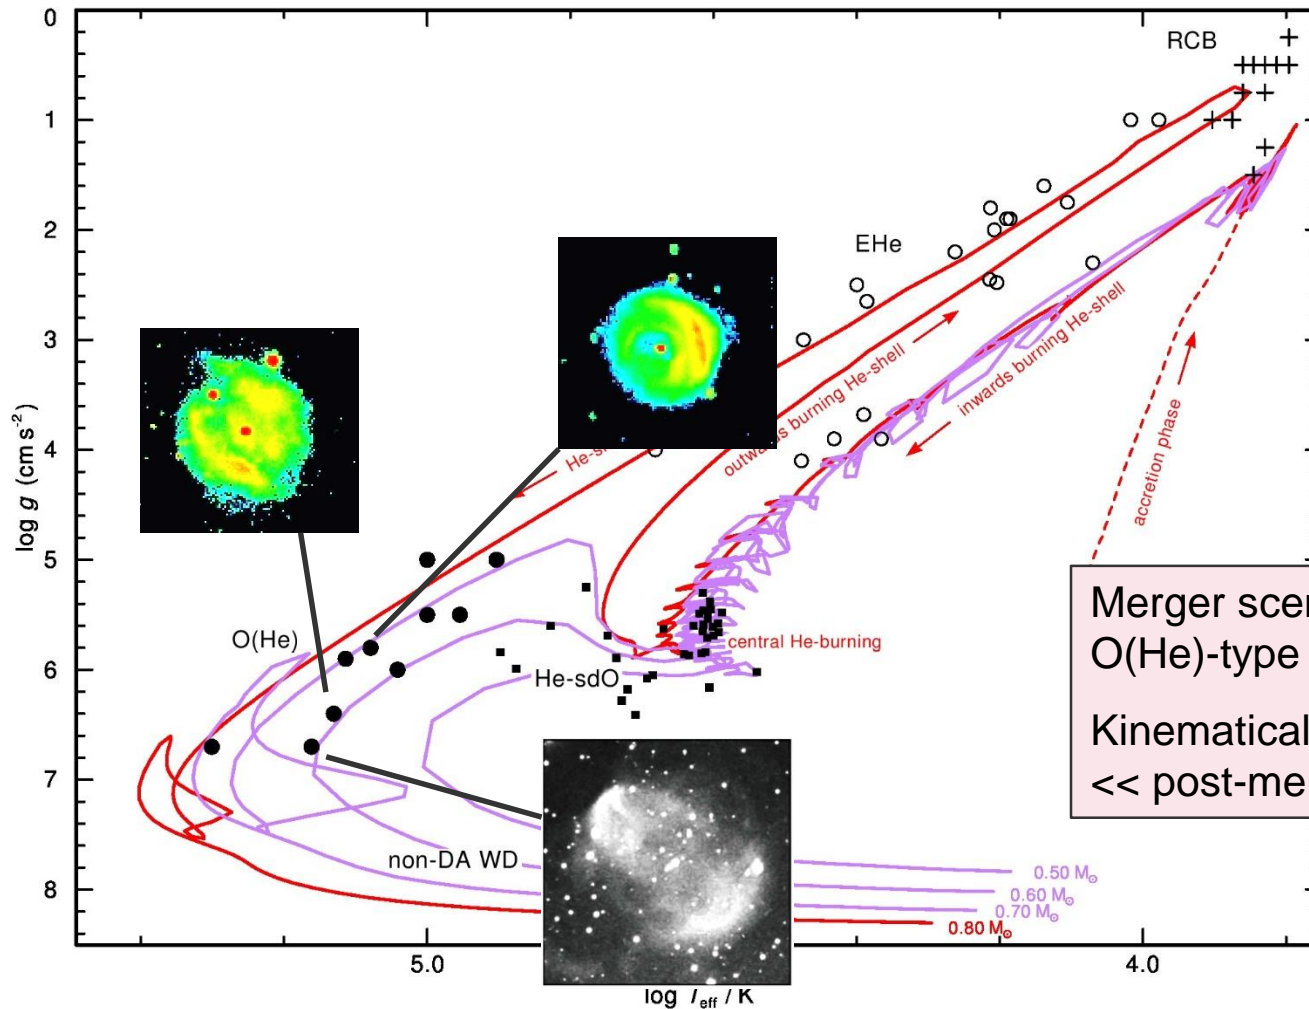 0
1
2
3
4
5
6
7
8
log g (cm s⁻²)
RCB
EHe
outwards burning He-shell
inwards burning He-shell
accretion phase
central He-burning
O(He)
He-sdO
non-DA WD
0.50 M⊙
0.60 M⊙
0.70 M⊙
0.80 M⊙
Merger
O(He)-type
Kinematical
<< post-me
5.0
4.0
log Teff / K